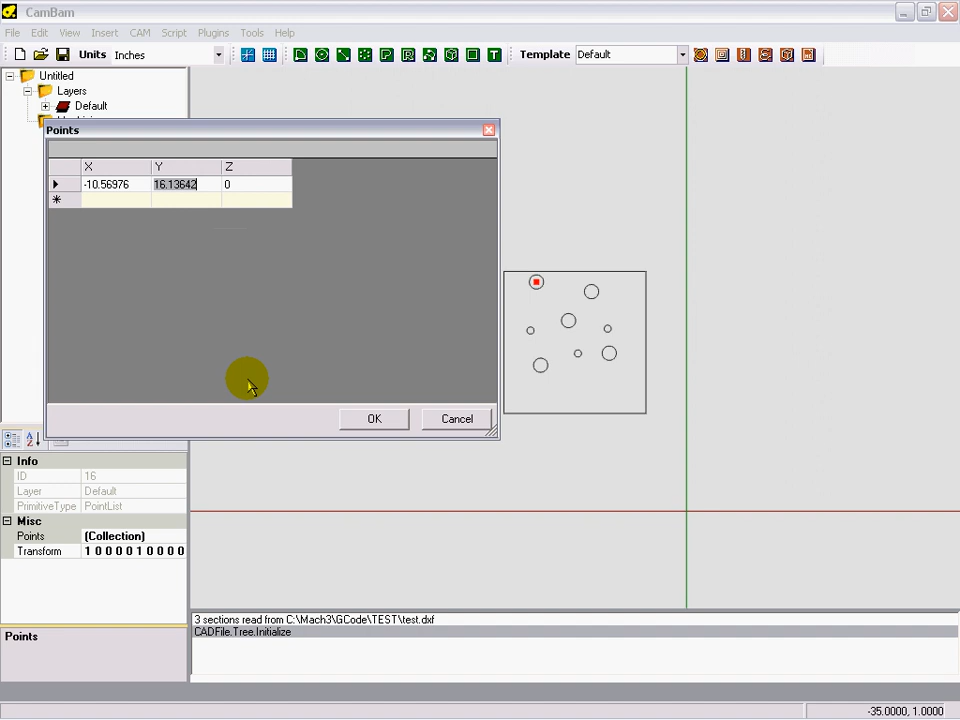 CamBam
File Edit View Insert CAM Script Plugins Tools Help
Units Inches Template Default
Untitled
Layers
Default
Points
X Y Z
-10.56976 16.13642 0
OK Cancel
Info
ID 16
Layer Default
PrimitiveType PointList
Misc
Points (Collection)
Transform 1 0 0 0 0 1 0 0 0 0
Points
3 sections read from C:\Mach3\GCode\TEST\test.dxf
CADFile.Tree.Initialize
-35.0000, 1.0000